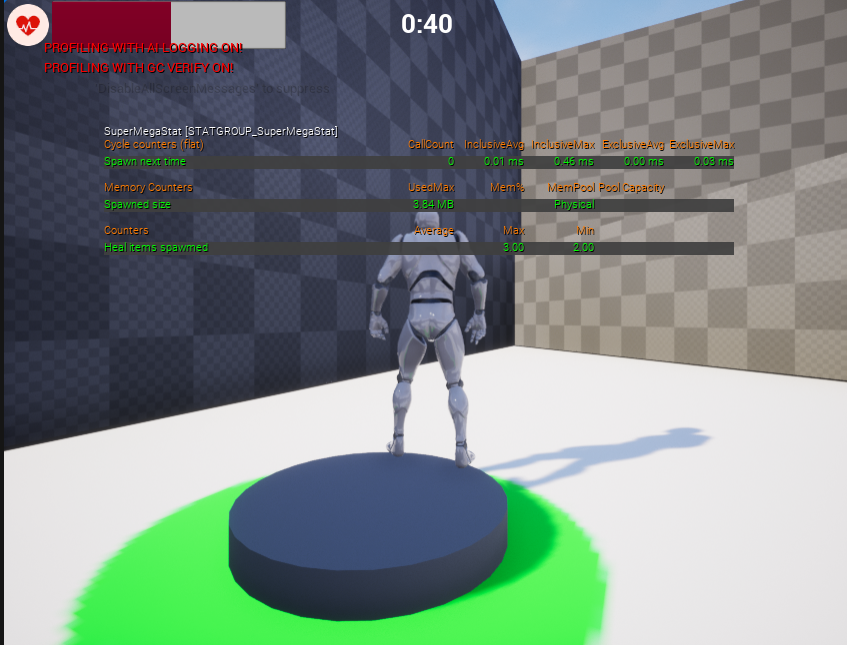 0:40
PROFILING WITH AI LOGGING ON!
PROFILING WITH GC VERIFY ON!
'DisableAllScreenMessages' to suppress
SuperMegaStat [STATGROUP_SuperMegaStat]
Cycle counters (flat) CallCount InclusiveAvg InclusiveMax ExclusiveAvg ExclusiveMax
Spawn next time 0 0.01 ms 0.46 ms 0.00 ms 0.03 ms
Memory Counters UsedMax Mem% MemPool Pool Capacity
Spawned size 3.84 MB Physical
Counters Average Max Min
Heal items spawmed 3.00 2.00